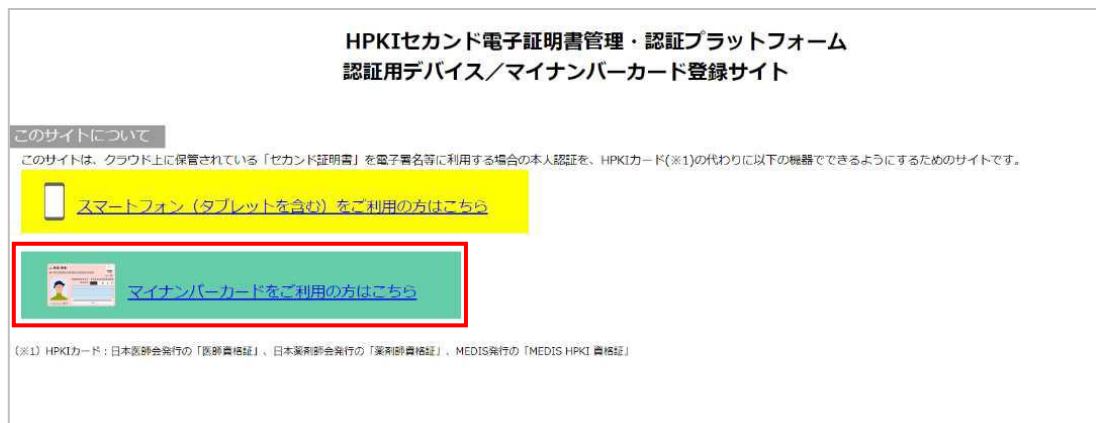 HPKIセカンド電子証明書管理・認証プラットフォーム
認証用デバイス／マイナンバーカード登録サイト
このサイトについて
このサイトは、クラウド上に保管されている「セカンド証明書」を電子署名等に利用する場合の本人認証を、HPKIカード(※1)の代わりに以下の機器でできるようにするためのサイトです。
スマートフォン（タブレットを含む）をご利用の方はこちら
マイナンバーカードをご利用の方はこちら
(※1) HPKIカード：日本医師会発行の「医師資格証」、日本薬剤師会発行の「薬剤師資格証」、MEDIS発行の「MEDIS HPKI 資格証」